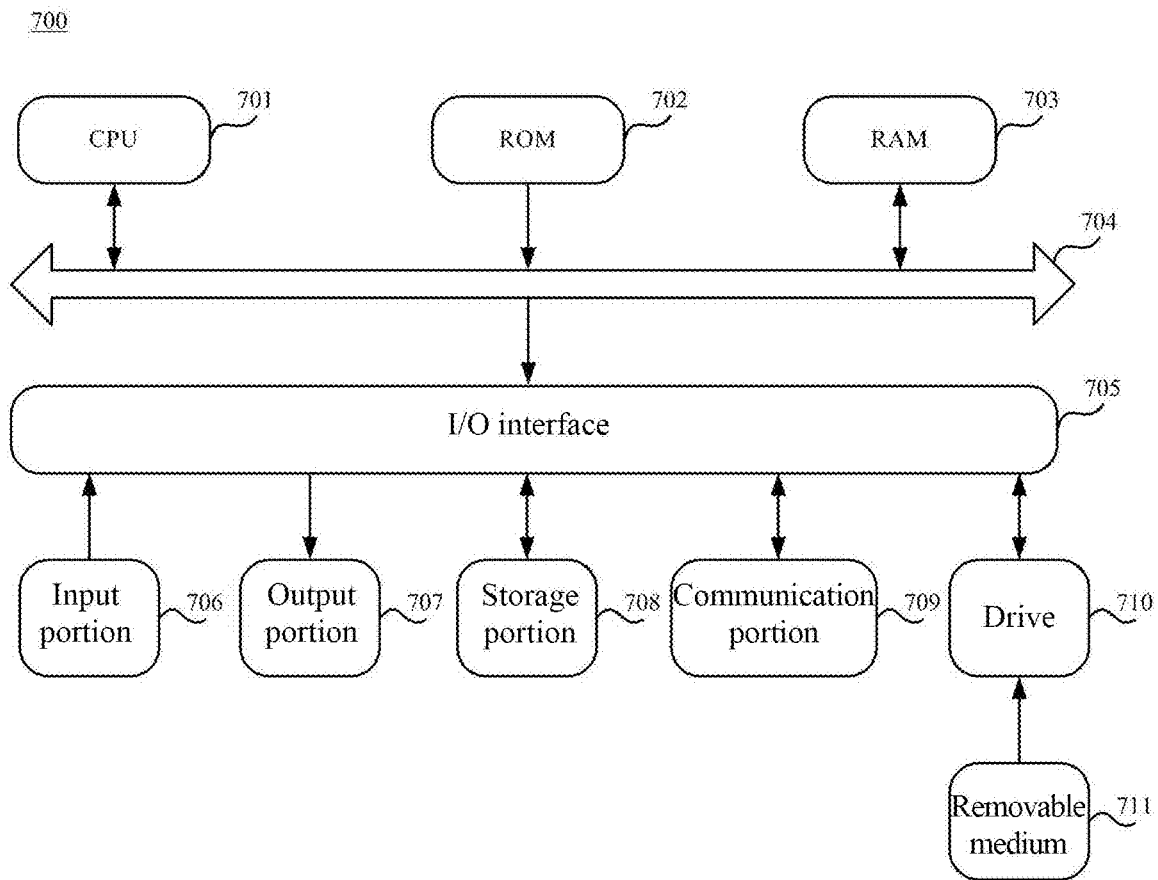 700
701
702
703
CPU
ROM
RAM
704
705
I/O interface
Input
portion
706
Output
portion
707
Storage
portion
708
Communication
portion
709
Drive
710
Removable
medium
711